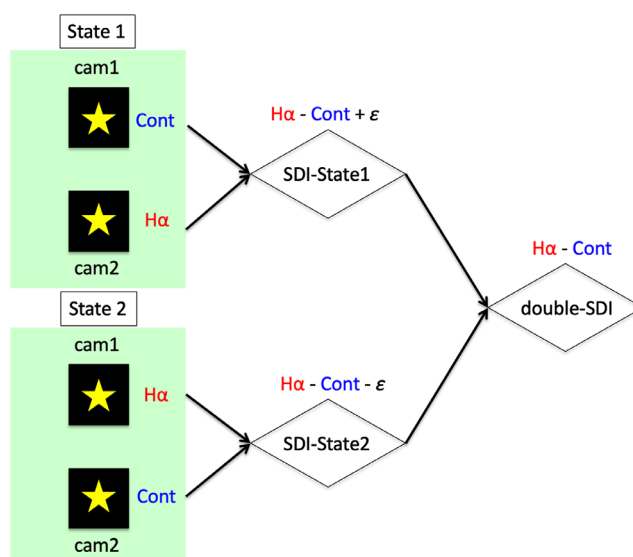 State 1
cam1
Cont
Hα - Cont + ε
SDI-State1
Hα
cam2
Hα - Cont
double-SDI
State 2
cam1
Hα
Hα - Cont - ε
SDI-State2
Cont
cam2